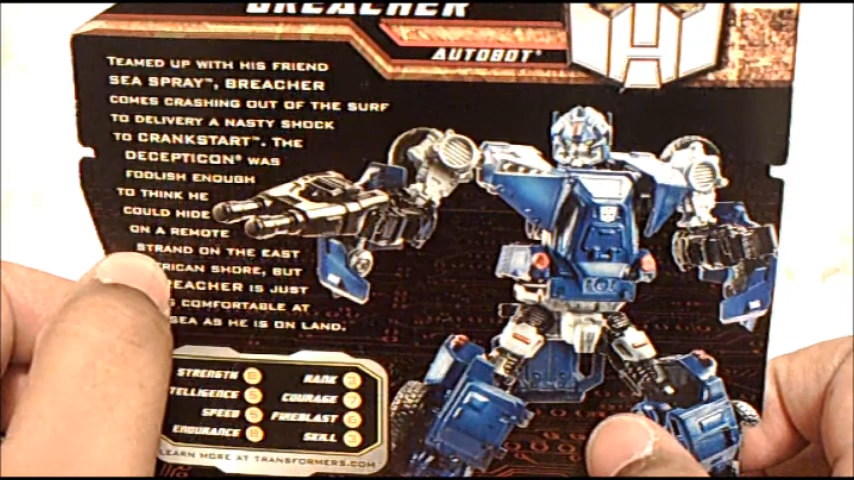 BREACHER
AUTOBOT®
TEAMED UP WITH HIS FRIEND
SEA SPRAY™, BREACHER
COMES CRASHING OUT OF THE SURF
TO DELIVERY A NASTY SHOCK
TO CRANKSTART™. THE
DECEPTICON® WAS
FOOLISH ENOUGH
TO THINK HE
COULD HIDE
ON A REMOTE
STRAND ON THE EAST
ERICAN SHORE, BUT
REACHER IS JUST
S COMFORTABLE AT
SEA AS HE IS ON LAND.
STRENGTH RANK
TELLIGENCE COURAGE
SPEED FIREBLAST
ENDURANCE SKILL
LEARN MORE AT TRANSFORMERS.COM